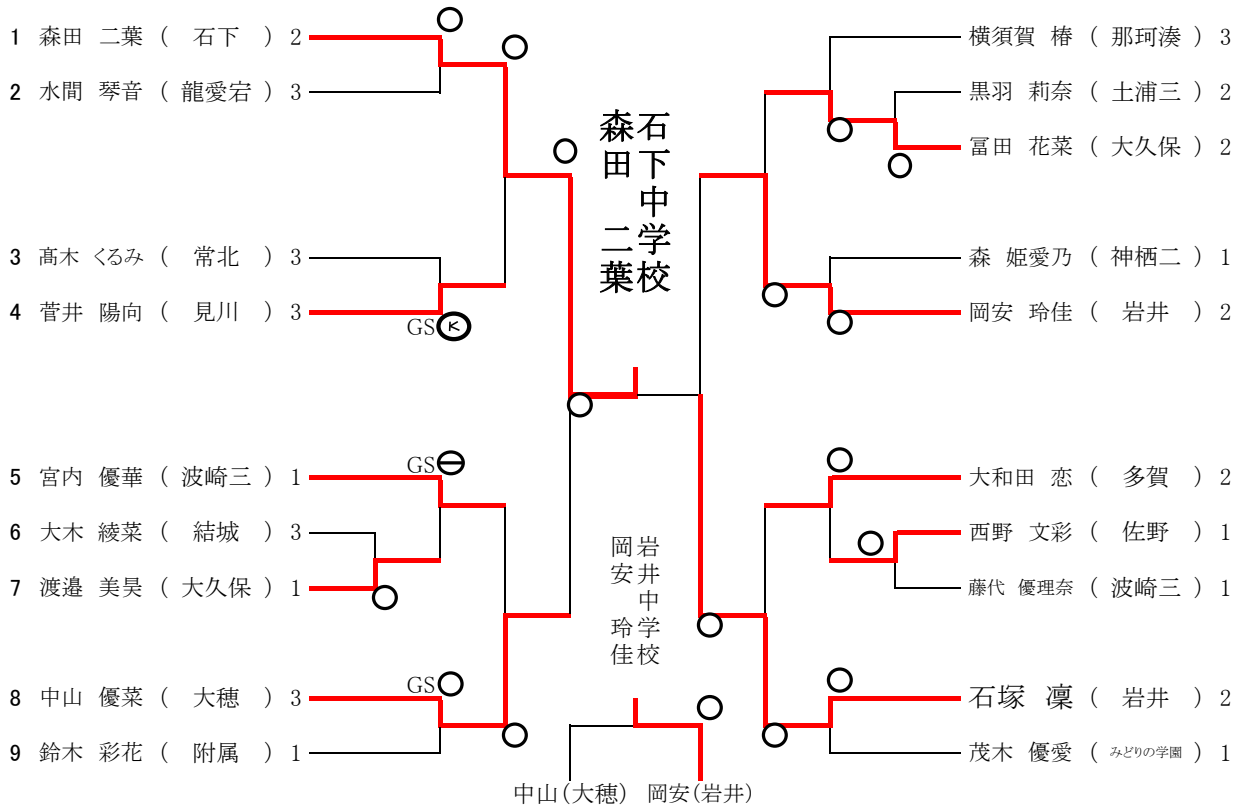 1 森田 二葉 ( 石下 ) 2
2 水間 琴音 ( 龍愛宕 ) 3
3 髙木 くるみ ( 常北 ) 3
4 菅井 陽向 ( 見川 ) 3
GS K
5 宮内 優華 ( 波崎三 ) 1
GS
6 大木 綾菜 ( 結城 ) 3
7 渡邉 美昊 ( 大久保 ) 1
8 中山 優菜 ( 大穂 ) 3
GS
9 鈴木 彩花 ( 附属 ) 1
石下中学校
森田 二葉
岩井中学校
岡安 玲佳
中山(大穂) 岡安(岩井)
横須賀 椿 ( 那珂湊 ) 3
黒羽 莉奈 ( 土浦三 ) 2
冨田 花菜 ( 大久保 ) 2
森 姫愛乃 ( 神栖二 ) 1
岡安 玲佳 ( 岩井 ) 2
大和田 恋 ( 多賀 ) 2
西野 文彩 ( 佐野 ) 1
藤代 優理奈 ( 波崎三 ) 1
石塚 凜 ( 岩井 ) 2
茂木 優愛 ( みどりの学園 ) 1